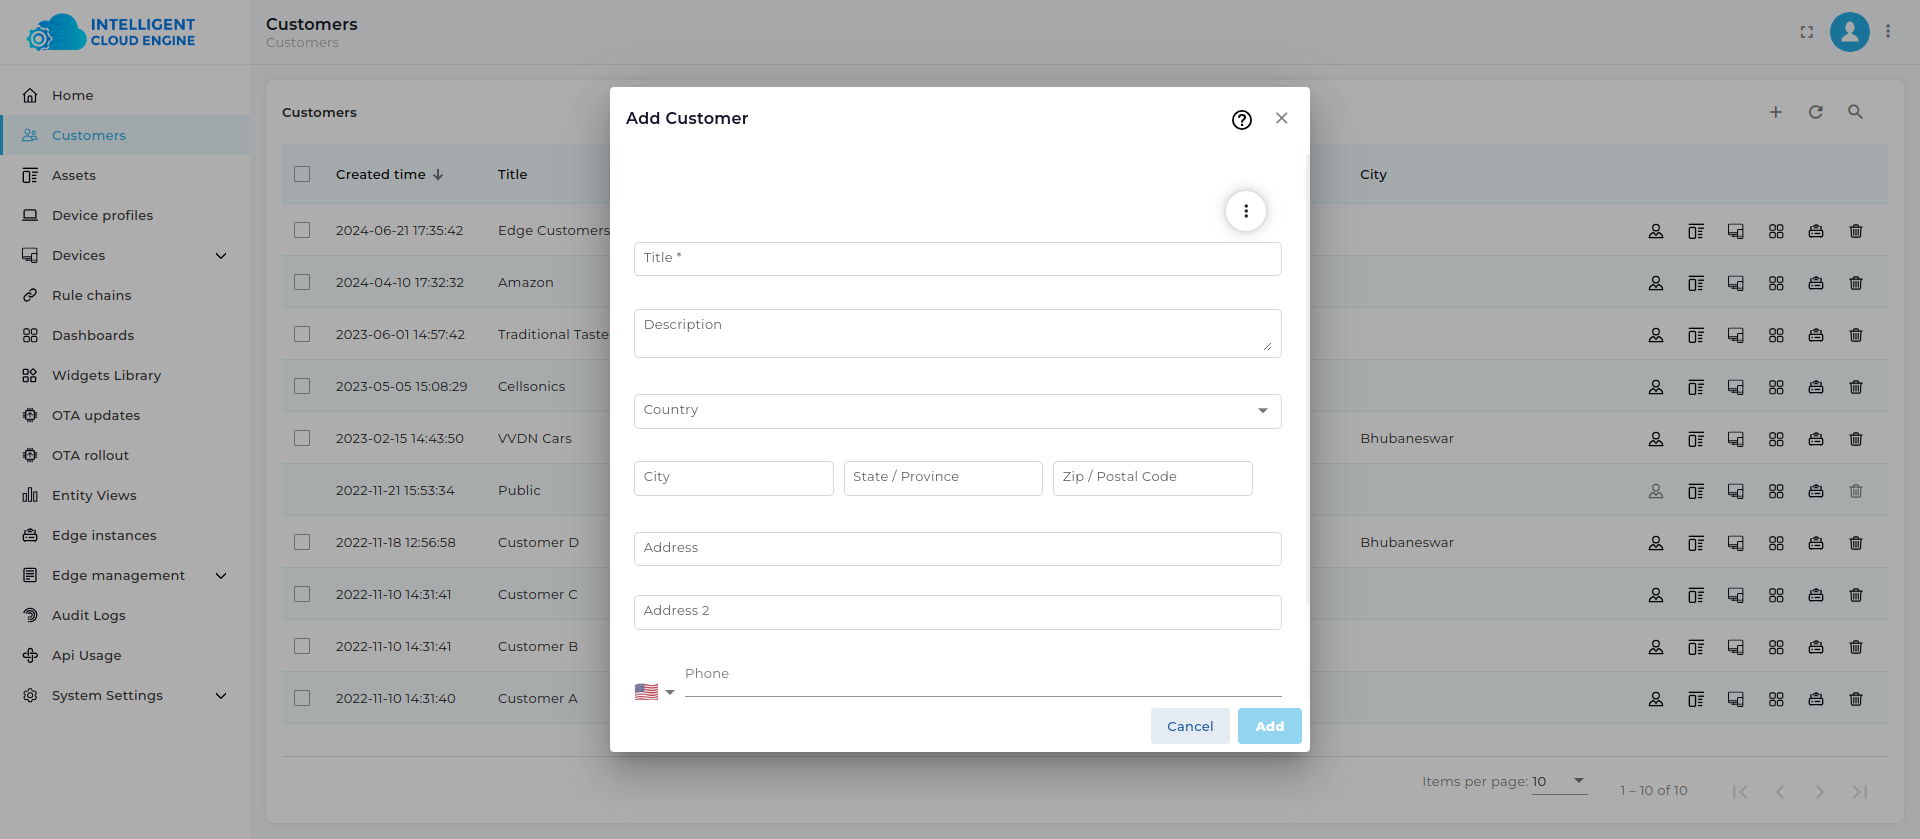 INTELLIGENT
CLOUD ENGINE
Customers
Customers
Home
Customers
Assets
Device profiles
Devices
Rule chains
Dashboards
Widgets Library
OTA updates
OTA rollout
Entity Views
Edge instances
Edge management
Audit Logs
Api Usage
System Settings
Customers
Created time
Title
City
2024-06-21 17:35:42
Edge Customers
2024-04-10 17:32:32
Amazon
2023-06-01 14:57:42
Traditional Taste
2023-05-05 15:08:29
Cellsonics
2023-02-15 14:43:50
VVDN Cars
Bhubaneswar
2022-11-21 15:53:34
Public
2022-11-18 12:56:58
Customer D
Bhubaneswar
2022-11-10 14:31:41
Customer C
2022-11-10 14:31:41
Customer B
2022-11-10 14:31:40
Customer A
Items per page: 10
1 – 10 of 10
Add Customer
Title *
Description
Country
City
State / Province
Zip / Postal Code
Address
Address 2
Phone
Cancel
Add